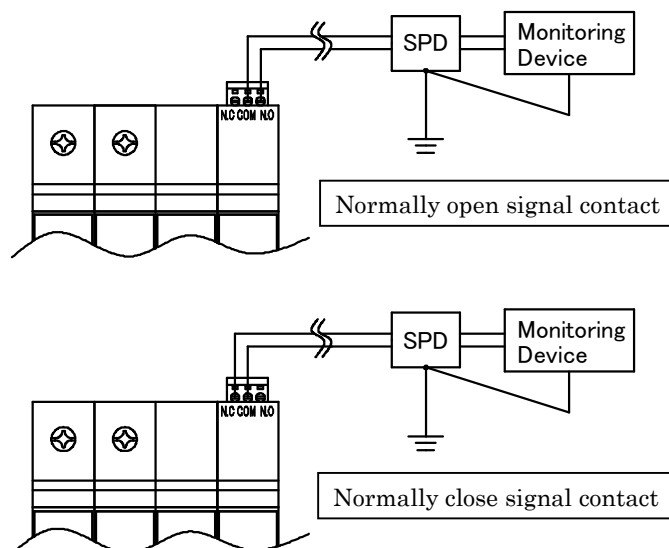 SPD
Monitoring
Device
N.C COM N.O
Normally open signal contact
SPD
Monitoring
Device
N.C COM N.O
Normally close signal contact